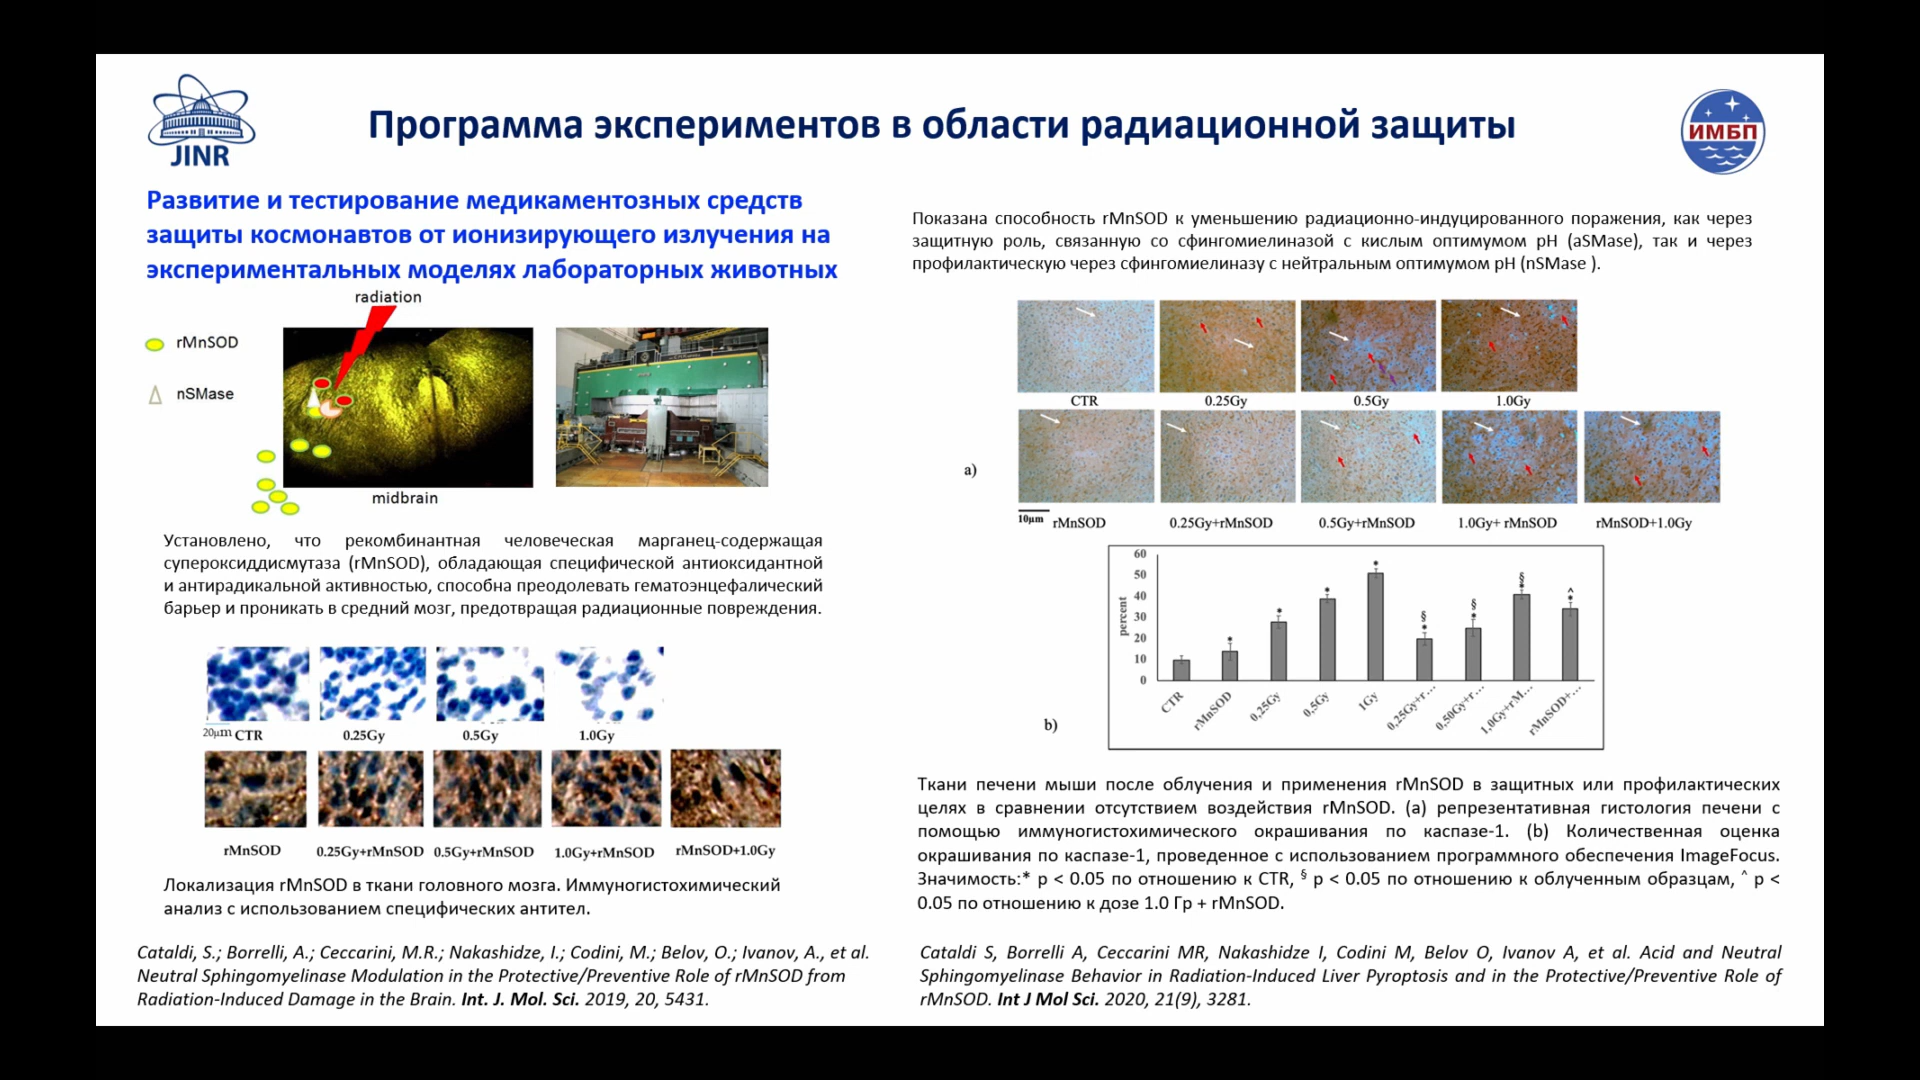 JINR
Программа экспериментов в области радиационной защиты
ИМБП
Развитие и тестирование медикаментозных средств
защиты космонавтов от ионизирующего излучения на
экспериментальных моделях лабораторных животных
radiation
rMnSOD
nSMase
midbrain
Установлено, что рекомбинантная человеческая марганец-содержащая
супероксиддисмутаза (rMnSOD), обладающая специфической антиоксидантной
и антирадикальной активностью, способна преодолевать гематоэнцефалический
барьер и проникать в средний мозг, предотвращая радиационные повреждения.
20µm CTR 0.25Gy 0.5Gy 1.0Gy
rMnSOD 0.25Gy+rMnSOD 0.5Gy+rMnSOD 1.0Gy+rMnSOD rMnSOD+1.0Gy
Локализация rMnSOD в ткани головного мозга. Иммуногистохимический
анализ с использованием специфических антител.
Cataldi, S.; Borrelli, A.; Ceccarini, M.R.; Nakashidze, I.; Codini, M.; Belov, O.; Ivanov, A., et al.
Neutral Sphingomyelinase Modulation in the Protective/Preventive Role of rMnSOD from
Radiation-Induced Damage in the Brain. Int. J. Mol. Sci. 2019, 20, 5431.
Показана способность rMnSOD к уменьшению радиационно-индуцированного поражения, как через
защитную роль, связанную со сфингомиелиназой с кислым оптимумом pH (aSMase), так и через
профилактическую через сфингомиелиназу с нейтральным оптимумом pH (nSMase ).
CTR 0.25Gy 0.5Gy 1.0Gy
a)
10µm rMnSOD 0.25Gy+rMnSOD 0.5Gy+rMnSOD 1.0Gy+ rMnSOD rMnSOD+1.0Gy
b)
percent
60
50
40
30
20
10
0
* * * * § * § * § * ^ *
CTR rMnSOD 0,25Gy 0,5Gy 1Gy 0,25Gy+r… 0,50Gy+r… 1,0Gy+rM… rMnSOD+…
Ткани печени мыши после облучения и применения rMnSOD в защитных или профилактических
целях в сравнении отсутствием воздействия rMnSOD. (a) репрезентативная гистология печени с
помощью иммуногистохимического окрашивания по каспазе-1. (b) Количественная оценка
окрашивания по каспазе-1, проведенное с использованием программного обеспечения ImageFocus.
Значимость:* p < 0.05 по отношению к CTR, § p < 0.05 по отношению к облученным образцам, ^ p <
0.05 по отношению к дозе 1.0 Гр + rMnSOD.
Cataldi S, Borrelli A, Ceccarini MR, Nakashidze I, Codini M, Belov O, Ivanov A, et al. Acid and Neutral
Sphingomyelinase Behavior in Radiation-Induced Liver Pyroptosis and in the Protective/Preventive Role of
rMnSOD. Int J Mol Sci. 2020, 21(9), 3281.